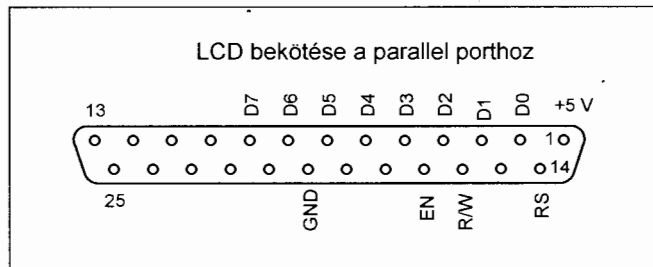 LCD bekötése a parallel porthoz
13 D7 D6 D5 D4 D3 D2 D1 D0 +5 V
1
14
25 GND EN R/W RS